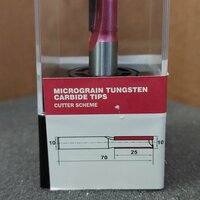 MICROGRAIN TUNGSTEN
CARBIDE TIPS
CUTTER SCHEME
10
10
25
70